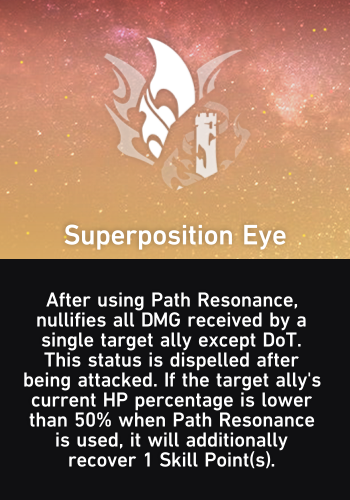 Superposition Eye
After using Path Resonance,
nullifies all DMG received by a
single target ally except DoT.
This status is dispelled after
being attacked. If the target ally's
current HP percentage is lower
than 50% when Path Resonance
is used, it will additionally
recover 1 Skill Point(s).